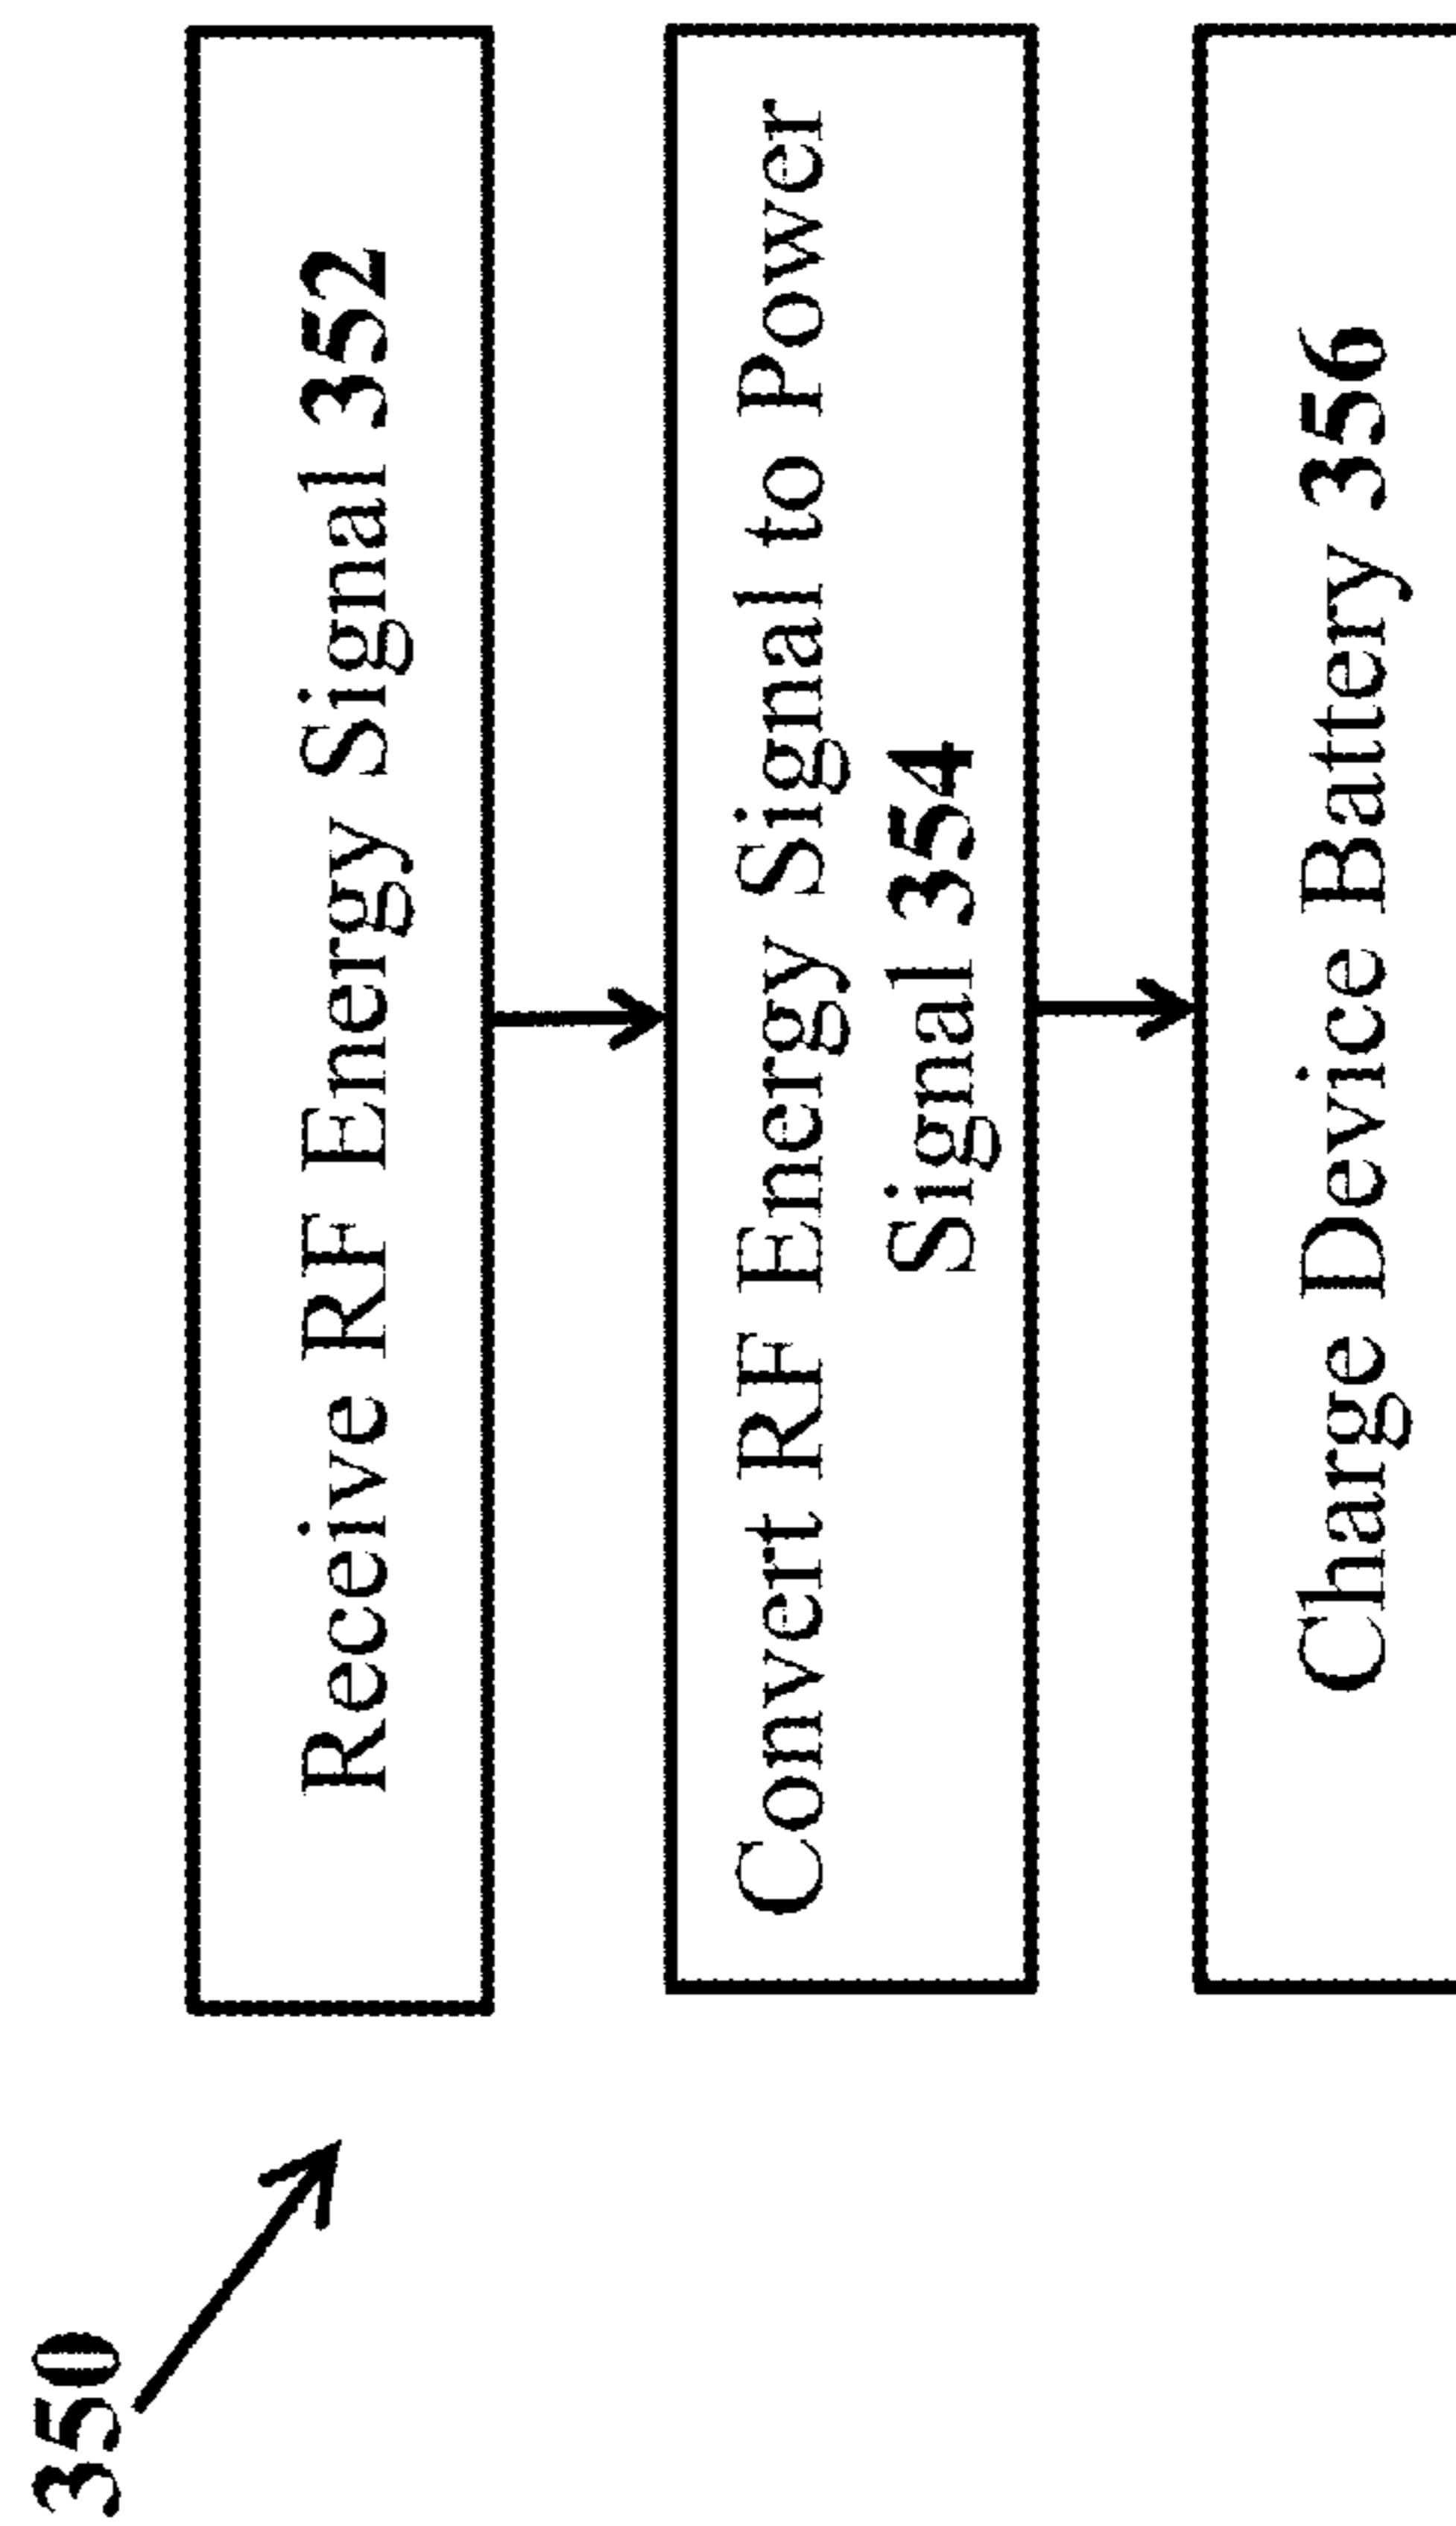 350
Receive RF Energy Signal 352
Convert RF Energy Signal to Power
Signal 354
Charge Device Battery 356